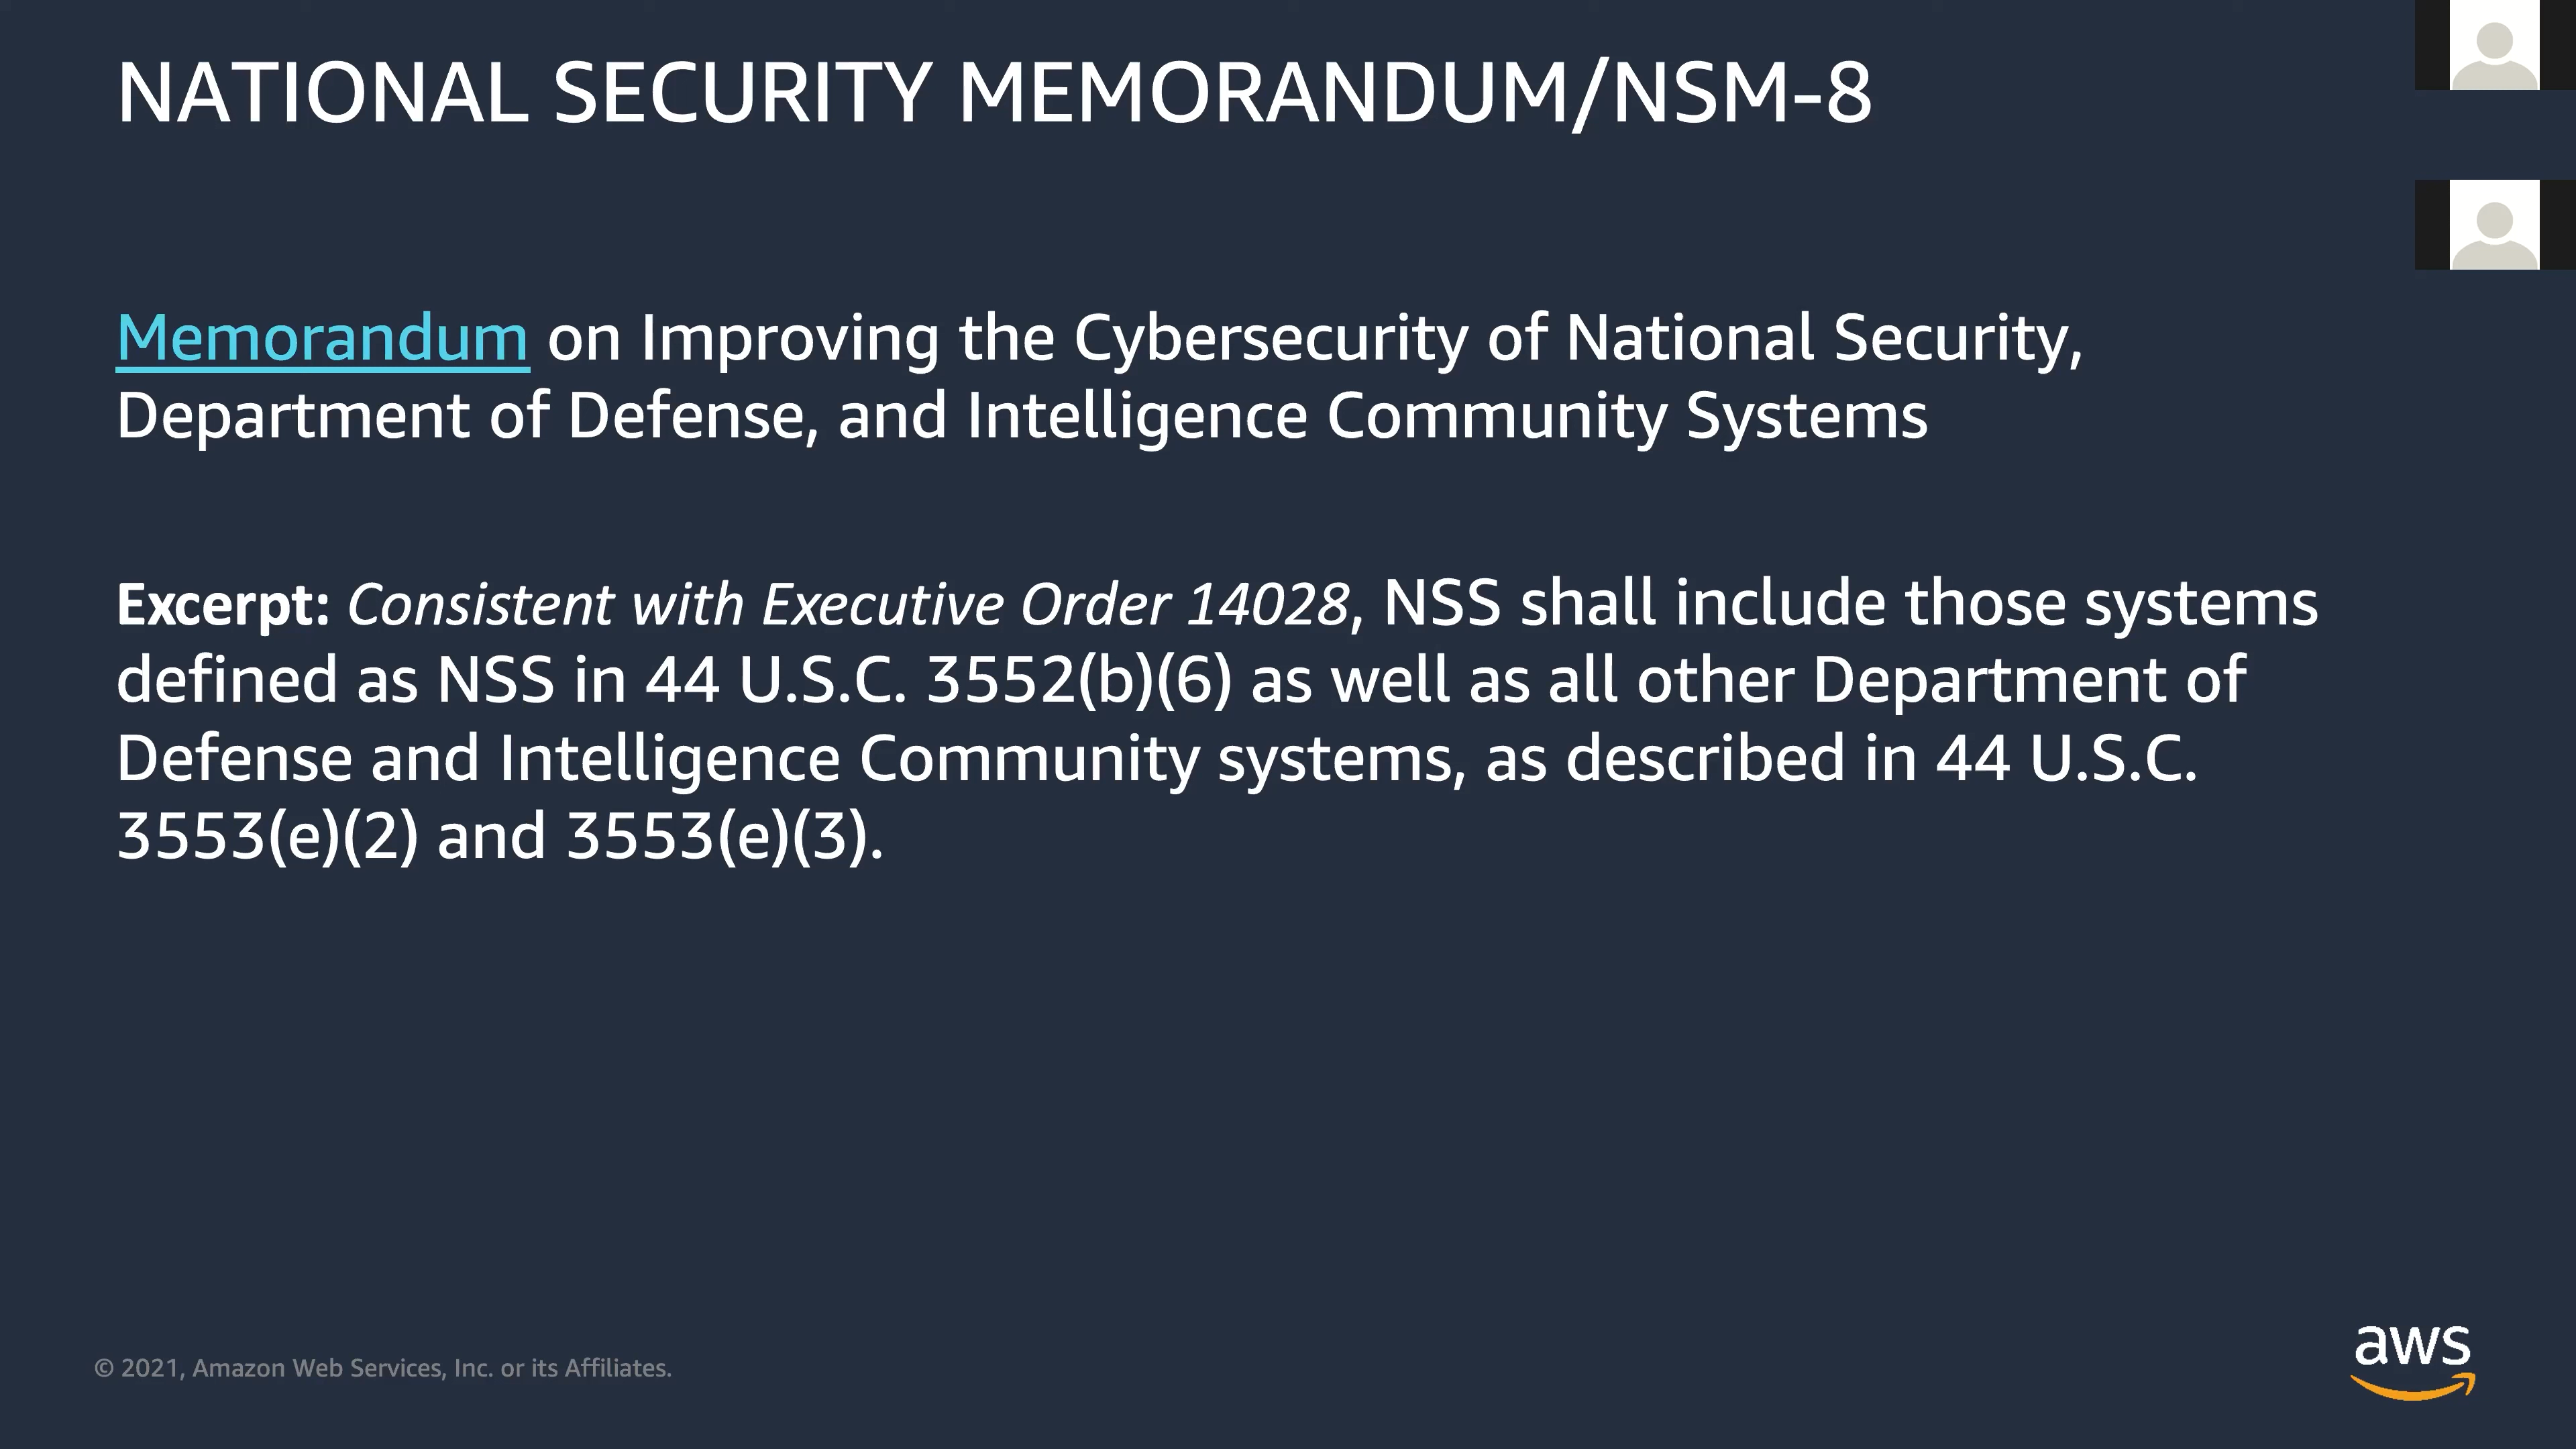 NATIONAL SECURITY MEMORANDUM/NSM-8
Memorandum on Improving the Cybersecurity of National Security,
Department of Defense, and Intelligence Community Systems
Excerpt: Consistent with Executive Order 14028, NSS shall include those systems
defined as NSS in 44 U.S.C. 3552(b)(6) as well as all other Department of
Defense and Intelligence Community systems, as described in 44 U.S.C.
3553(e)(2) and 3553(e)(3).
© 2021, Amazon Web Services, Inc. or its Affiliates.
aws